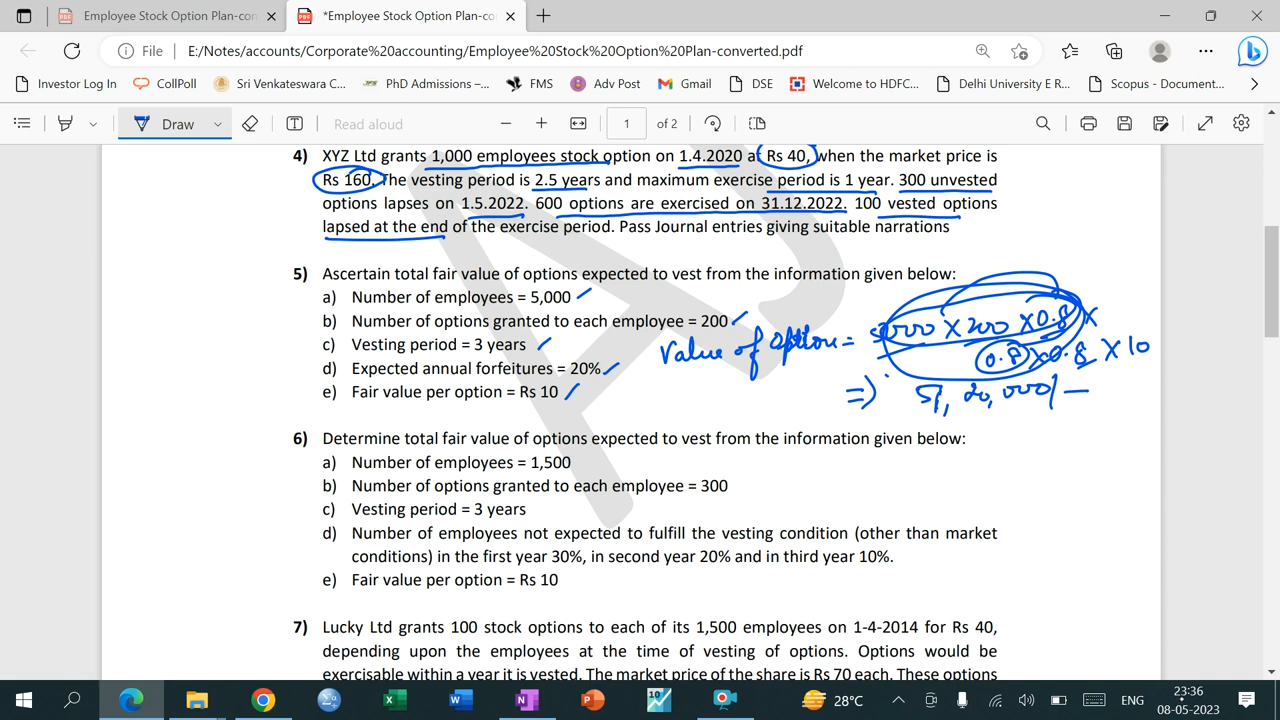 Employee Stock Option Plan-con
*Employee Stock Option Plan-co
File
E:/Notes/accounts/Corporate%20accounting/Employee%20Stock%20Option%20Plan-converted.pdf
Investor Log In
CollPoll
Sri Venkateswara C...
PhD Admissions –...
FMS
Adv Post
Gmail
DSE
Welcome to HDFC...
Delhi University E R...
Scopus - Document...
Draw
Read aloud
1
of 2
4) XYZ Ltd grants 1,000 employees stock option on 1.4.2020 at Rs 40, when the market price is
Rs 160. The vesting period is 2.5 years and maximum exercise period is 1 year. 300 unvested
options lapses on 1.5.2022. 600 options are exercised on 31.12.2022. 100 vested options
lapsed at the end of the exercise period. Pass Journal entries giving suitable narrations
5) Ascertain total fair value of options expected to vest from the information given below:
a) Number of employees = 5,000
b) Number of options granted to each employee = 200
c) Vesting period = 3 years
d) Expected annual forfeitures = 20%
e) Fair value per option = Rs 10
Value of option = 5000 X 200 X 0.8 X
0.8 X 0.8 X 10
=) 51,20,000/-
6) Determine total fair value of options expected to vest from the information given below:
a) Number of employees = 1,500
b) Number of options granted to each employee = 300
c) Vesting period = 3 years
d) Number of employees not expected to fulfill the vesting condition (other than market
conditions) in the first year 30%, in second year 20% and in third year 10%.
e) Fair value per option = Rs 10
7) Lucky Ltd grants 100 stock options to each of its 1,500 employees on 1-4-2014 for Rs 40,
depending upon the employees at the time of vesting of options. Options would be
exercisable within a year it is vested. The market price of the share is Rs 70 each. These options
28°C
ENG
23:36
08-05-2023